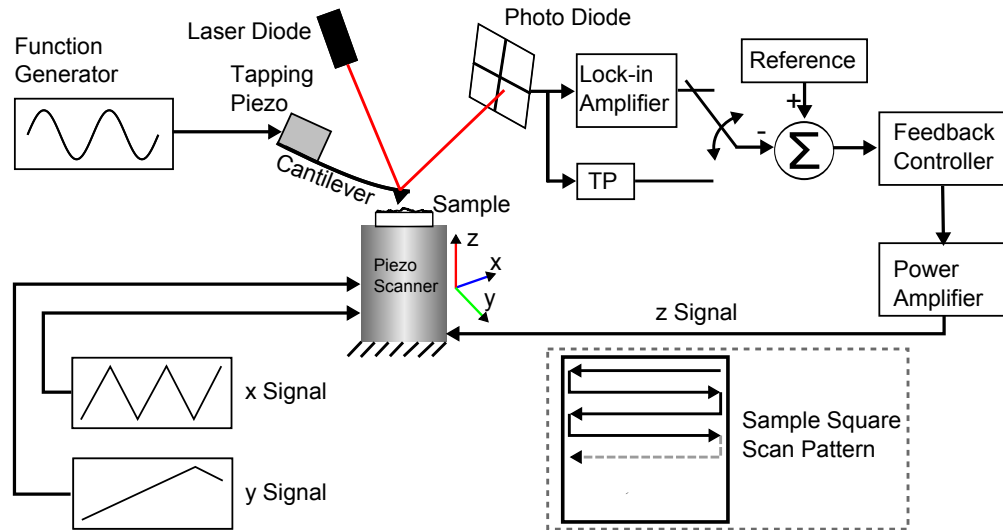 Function
Generator
Laser Diode
Tapping
Piezo
Cantilever
Photo Diode
Lock-in
Amplifier
TP
Reference
+
-
Σ
Feedback
Controller
Sample
Piezo
Scanner
z
x
y
Power
Amplifier
z Signal
x Signal
y Signal
Sample Square
Scan Pattern